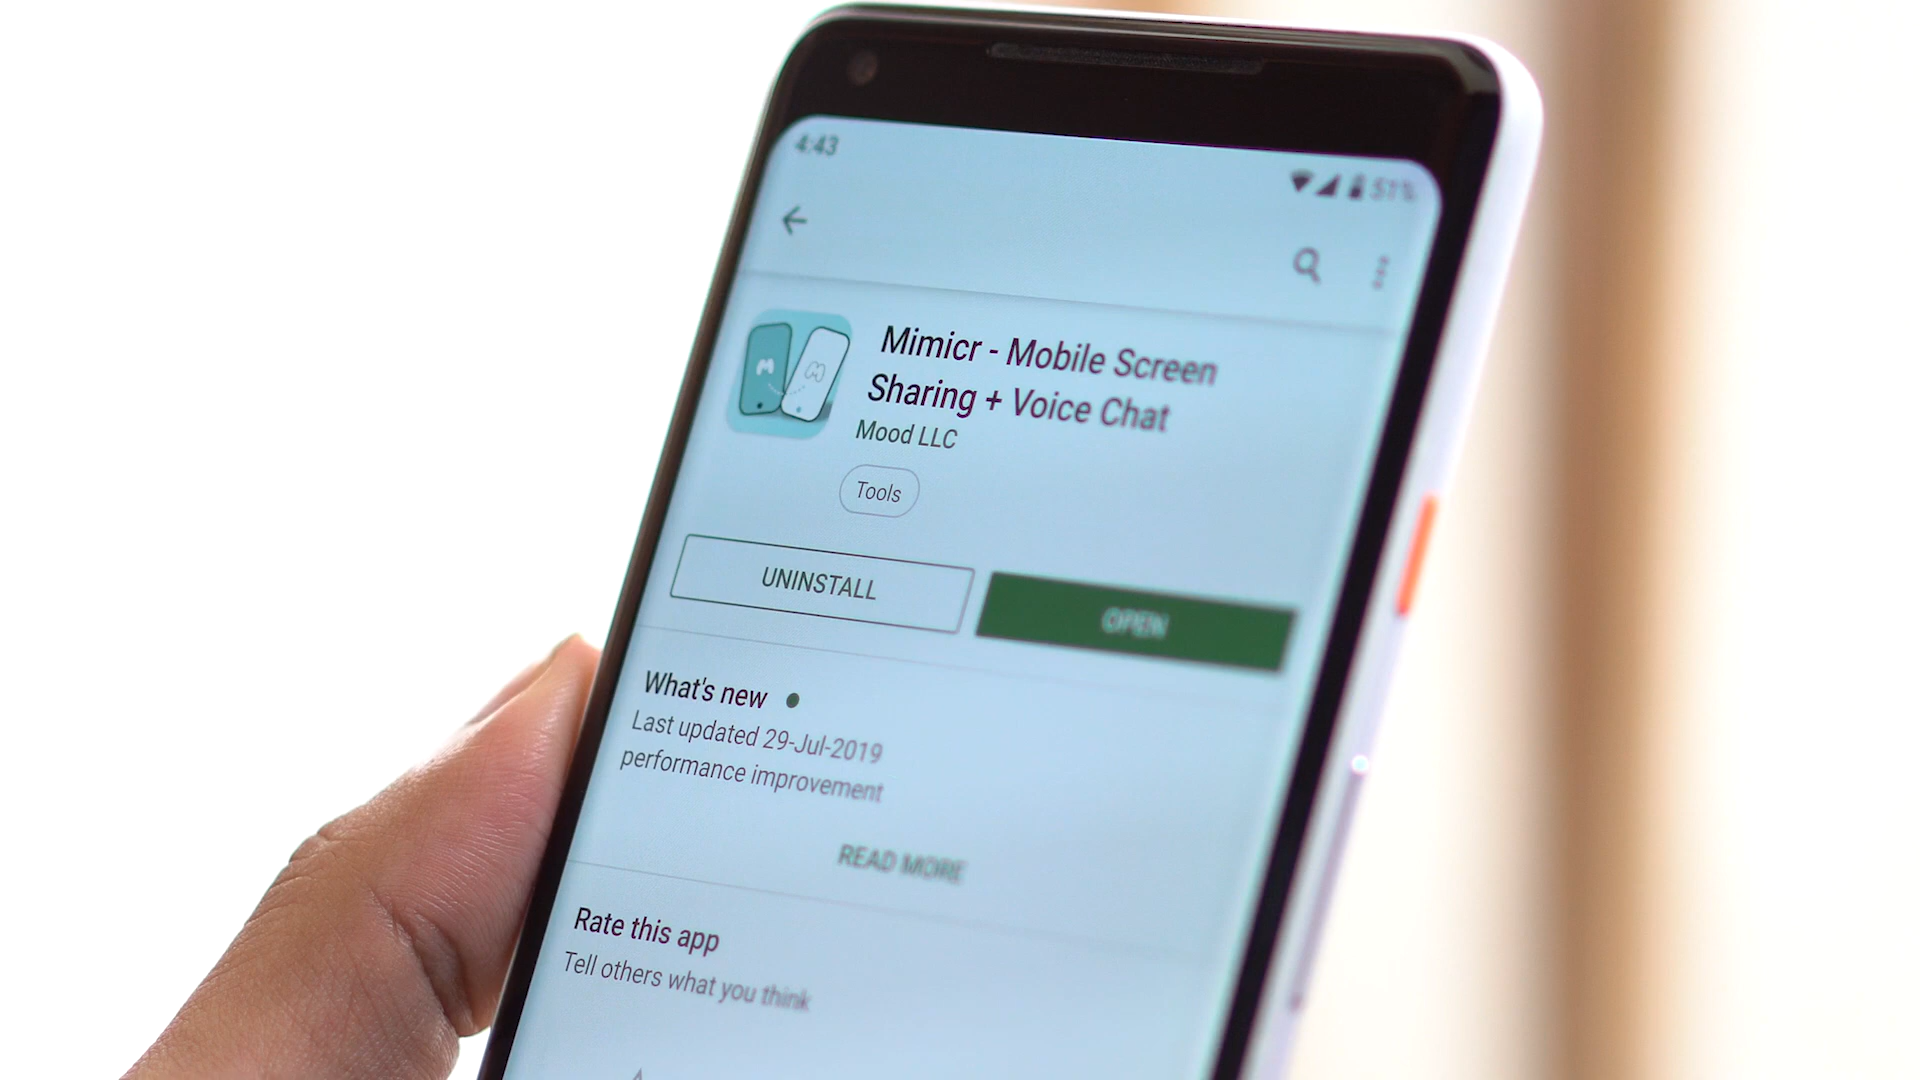 4:43
51%
Mimicr - Mobile Screen
Sharing + Voice Chat
Mood LLC
Tools
UNINSTALL
OPEN
What's new
Last updated 29-Jul-2019
performance improvement
READ MORE
Rate this app
Tell others what you think